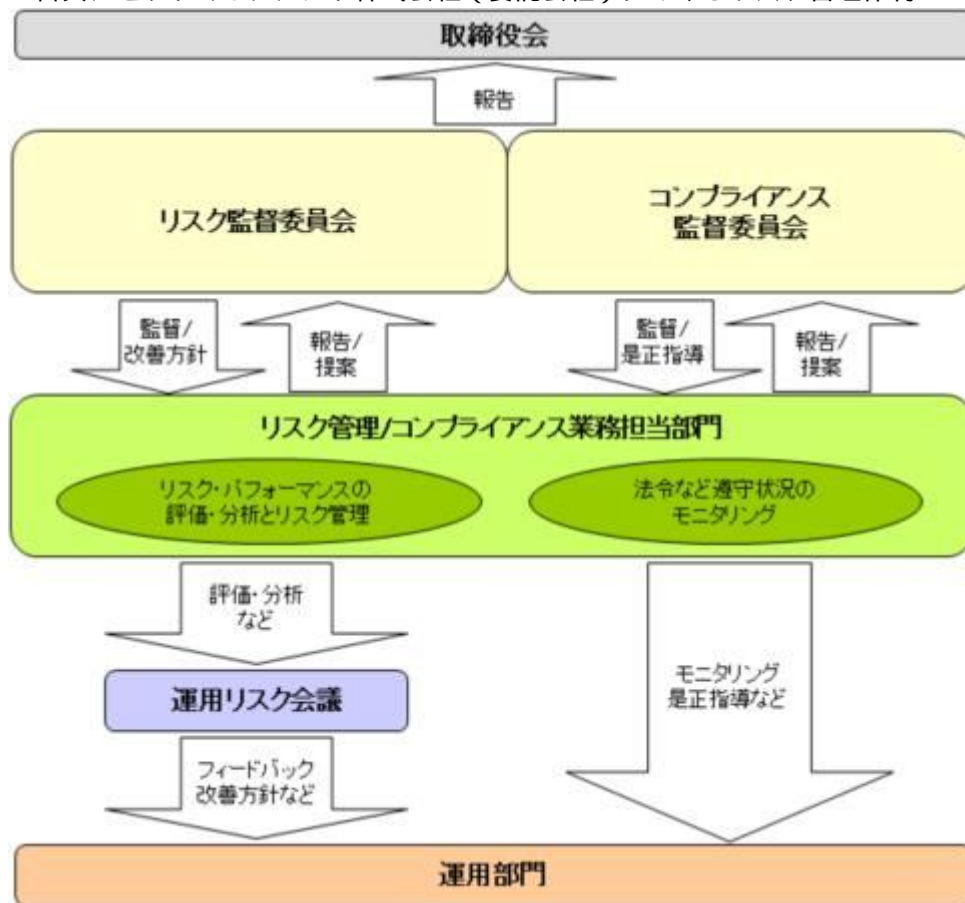 取締役会
報告
リスク監督委員会
コンプライアンス
監督委員会
監督/
改善方針
報告/
提案
監督/
是正指導
報告/
提案
リスク管理/コンプライアンス業務担当部門
リスク・パフォーマンスの
評価・分析とリスク管理
法令など遵守状況の
モニタリング
評価・分析
など
運用リスク会議
モニタリング
是正指導など
フィードバック
改善方針など
運用部門